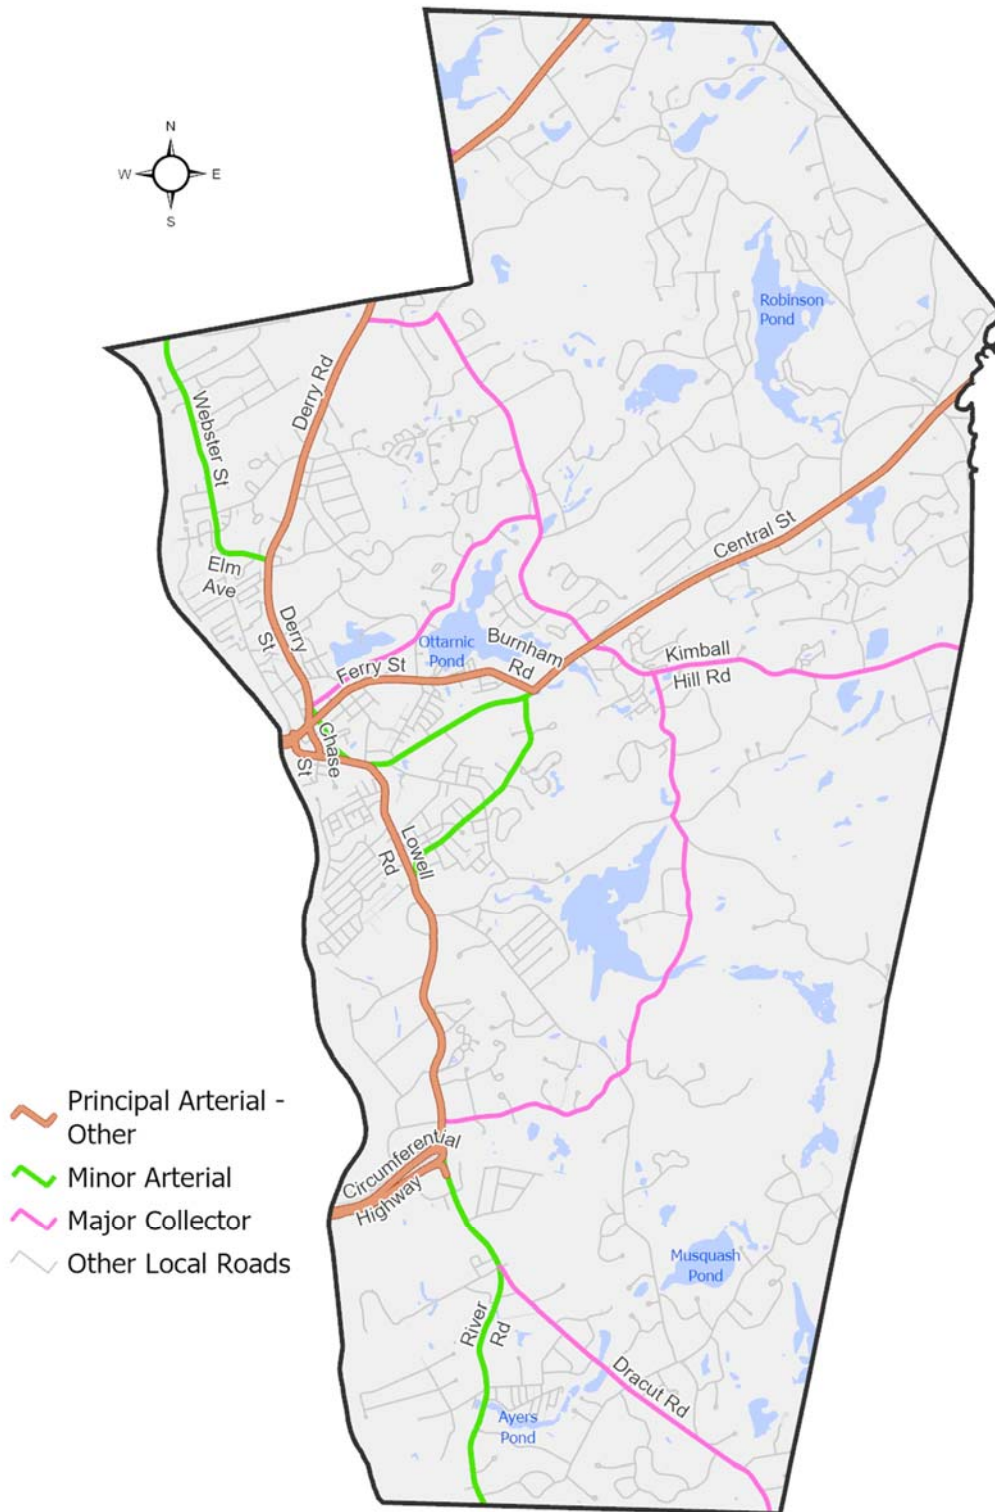 N
W E
S
Robinson
Pond
Derry Rd
Webster St
Central St
Elm
Ave
Derry
St
Ottarnic
Pond
Burnham
Rd
Ferry St
Kimball
Hill Rd
Chase
St
Lowell
Rd
Principal Arterial -
Other
Minor Arterial
Major Collector
Other Local Roads
Circumferential
Highway
Musquash
Pond
River
Rd
Dracut Rd
Ayers
Pond